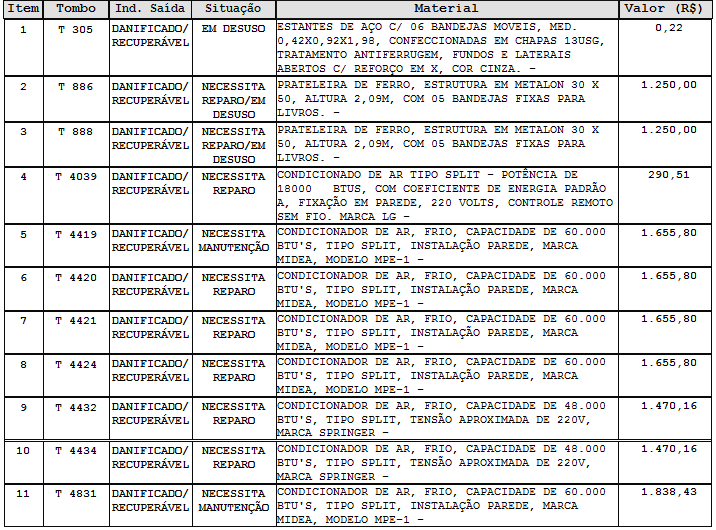 Item Tombo Ind. Saída Situação Material Valor (R$)
1 T 305 DANIFICADO/ EM DESUSO ESTANTES DE AÇO C/ 06 BANDEJAS MOVEIS, MED. 0,22
RECUPERÁVEL 0,42X0,92X1,98, CONFECCIONADAS EM CHAPAS 13USG,
TRATAMENTO ANTIFERRUGEM, FUNDOS E LATERAIS
ABERTOS C/ REFORÇO EM X, COR CINZA. –
2 T 886 DANIFICADO/ NECESSITA PRATELEIRA DE FERRO, ESTRUTURA EM METALON 30 X 1.250,00
RECUPERÁVEL REPARO/EM 50, ALTURA 2,09M, COM 05 BANDEJAS FIXAS PARA
DESUSO LIVROS. –
3 T 888 DANIFICADO/ NECESSITA PRATELEIRA DE FERRO, ESTRUTURA EM METALON 30 X 1.250,00
RECUPERÁVEL REPARO/EM 50, ALTURA 2,09M, COM 05 BANDEJAS FIXAS PARA
DESUSO LIVROS. –
4 T 4039 DANIFICADO/ NECESSITA CONDICIONADO DE AR TIPO SPLIT – POTÊNCIA DE 290,51
RECUPERÁVEL REPARO 18000 BTUS, COM COEFICIENTE DE ENERGIA PADRÃO
A, FIXAÇÃO EM PAREDE, 220 VOLTS, CONTROLE REMOTO
SEM FIO. MARCA LG –
5 T 4419 DANIFICADO/ NECESSITA CONDICIONADOR DE AR, FRIO, CAPACIDADE DE 60.000 1.655,80
RECUPERÁVEL MANUTENÇÃO BTU'S, TIPO SPLIT, INSTALAÇÃO PAREDE, MARCA
MIDEA, MODELO MPE-1 –
6 T 4420 DANIFICADO/ NECESSITA CONDICIONADOR DE AR, FRIO, CAPACIDADE DE 60.000 1.655,80
RECUPERÁVEL REPARO BTU'S, TIPO SPLIT, INSTALAÇÃO PAREDE, MARCA
MIDEA, MODELO MPE-1 –
7 T 4421 DANIFICADO/ NECESSITA CONDICIONADOR DE AR, FRIO, CAPACIDADE DE 60.000 1.655,80
RECUPERÁVEL REPARO BTU'S, TIPO SPLIT, INSTALAÇÃO PAREDE, MARCA
MIDEA, MODELO MPE-1 –
8 T 4424 DANIFICADO/ NECESSITA CONDICIONADOR DE AR, FRIO, CAPACIDADE DE 60.000 1.655,80
RECUPERÁVEL REPARO BTU'S, TIPO SPLIT, INSTALAÇÃO PAREDE, MARCA
MIDEA, MODELO MPE-1 –
9 T 4432 DANIFICADO/ NECESSITA CONDICIONADOR DE AR, FRIO, CAPACIDADE DE 48.000 1.470,16
RECUPERÁVEL REPARO BTU'S, TIPO SPLIT, TENSÃO APROXIMADA DE 220V,
MARCA SPRINGER –
10 T 4434 DANIFICADO/ NECESSITA CONDICIONADOR DE AR, FRIO, CAPACIDADE DE 48.000 1.470,16
RECUPERÁVEL REPARO BTU'S, TIPO SPLIT, TENSÃO APROXIMADA DE 220V,
MARCA SPRINGER –
11 T 4831 DANIFICADO/ NECESSITA CONDICIONADOR DE AR, FRIO, CAPACIDADE DE 60.000 1.838,43
RECUPERÁVEL MANUTENÇÃO BTU'S, TIPO SPLIT, INSTALAÇÃO PAREDE, MARCA
MIDEA, MODELO MPE-1 –